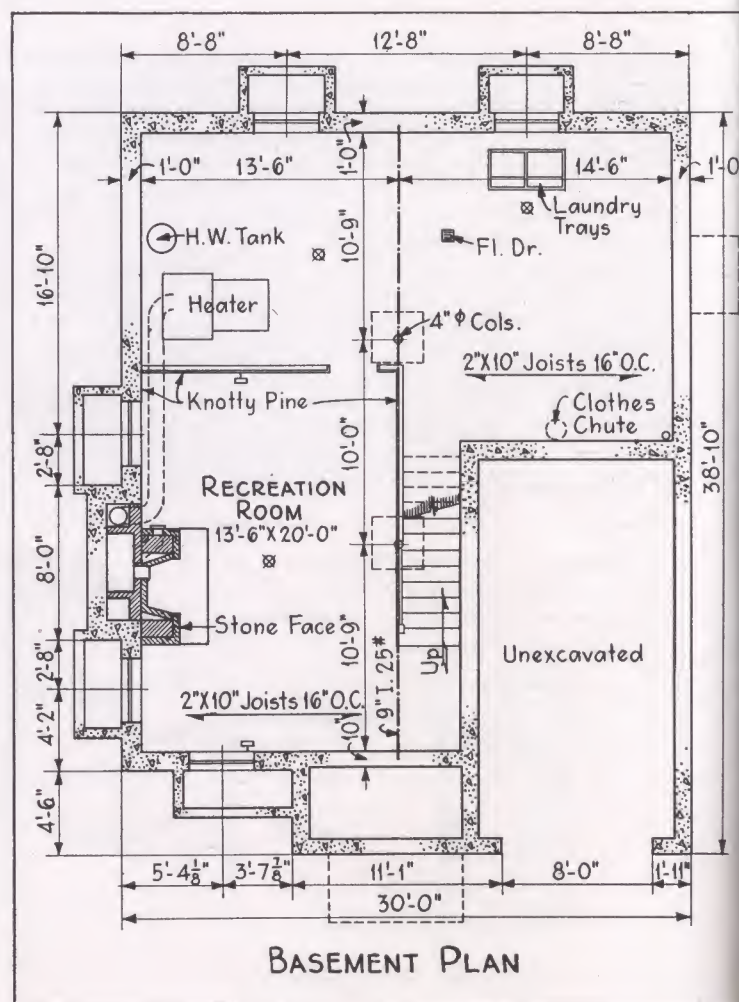 8'-8" 12'-8" 8'-8"
1'-0" 13'-6" 1'-0" 14'-6" 1'-0
Laundry
Trays
H.W. Tank
Fl. Dr.
16'-10"
10'-9"
Heater
4" ϕ Cols.
2"X10" Joists 16"O.C.
Knotty Pine
Clothes
Chute
2'-8"
10'-0"
38'-10"
RECREATION
ROOM
13'-6"X20'-0"
8'-0"
Stone Face
10'-9"
Up
Unexcavated
2'-8"
2"X10" Joists 16"O.C.
9" I. 25#
4'-2"
10"
4'-6"
5'-4⅛" 3'-7⅞" 11'-1" 8'-0" 1'-11"
30'-0"
BASEMENT PLAN